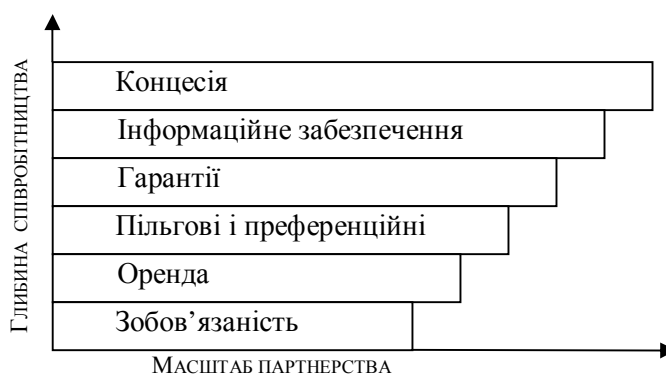 Концесія
Інформаційне забезпечення
Гарантії
Пільгові і преференційні
Оренда
Зобов’язаність
ГЛИБИНА СПІВРОБІТНИЦТВА
МАСШТАБ ПАРТНЕРСТВА